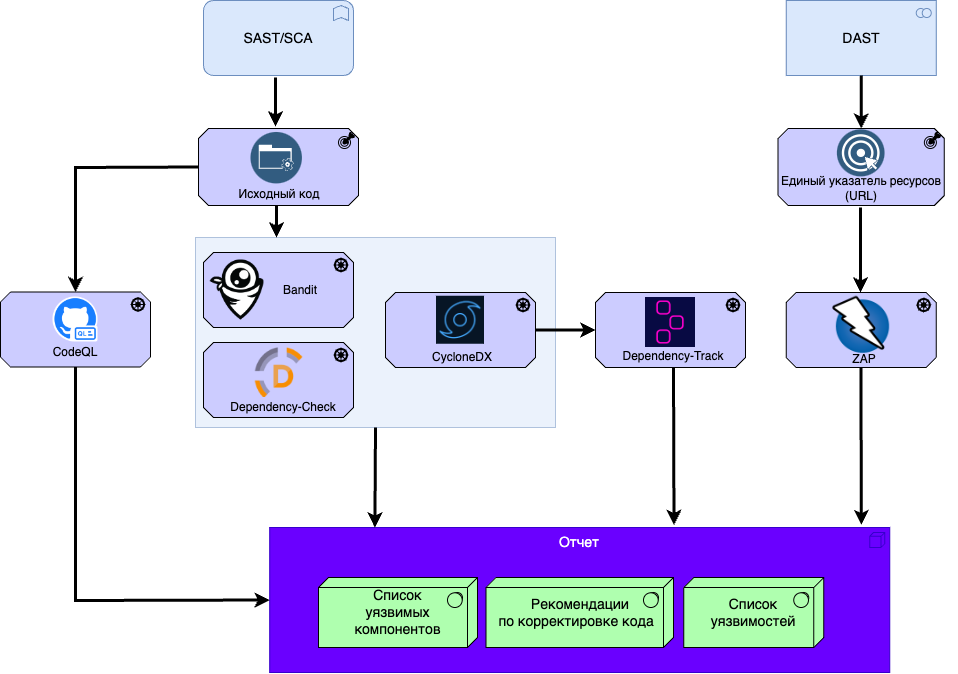 SAST/SCA
DAST
Исходный код
Единый указатель ресурсов
(URL)
Bandit
CodeQL
QL
CycloneDX
Dependency-Track
ZAP
D
Dependency-Check
Отчет
Список
уязвимых
компонентов
Рекомендации
по корректировке кода
Список
уязвимостей